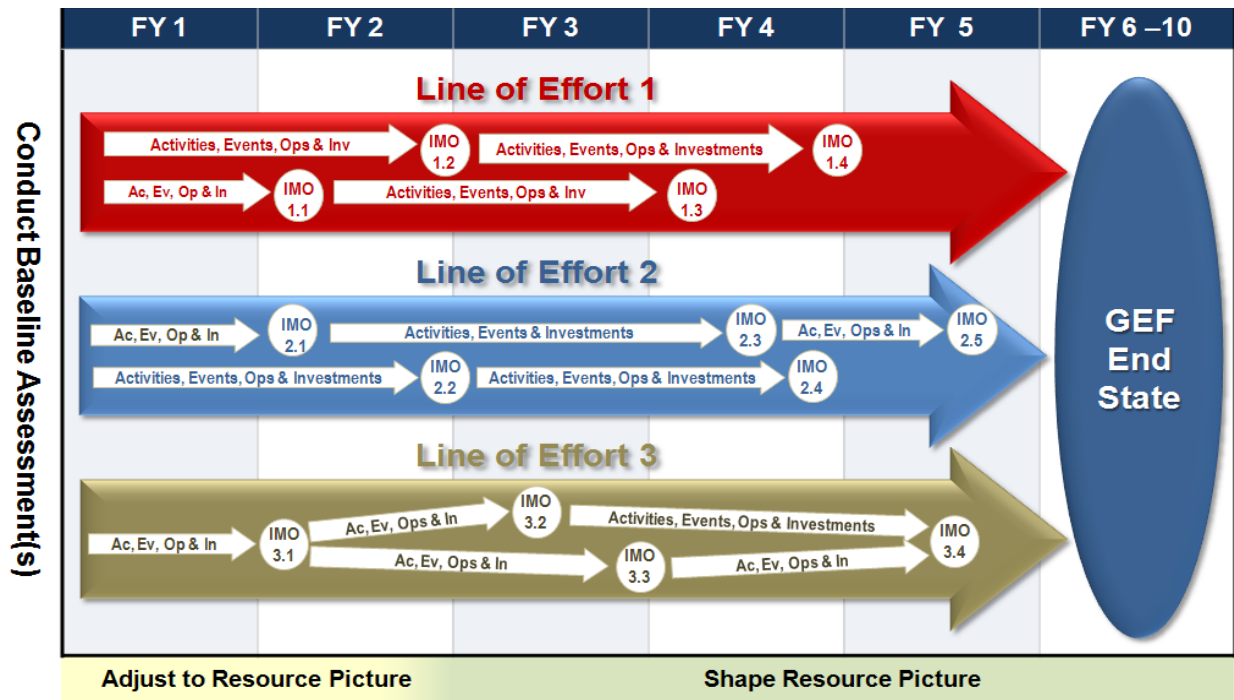 FY 1
FY 2
FY 3
FY 4
FY  5
FY 6 –10
Conduct Baseline Assessment(s)
Line of Effort 1
Activities, Events, Ops & Inv
IMO
1.2
Activities, Events, Ops & Investments
IMO
1.4
Ac, Ev, Op & In
IMO
1.1
Activities, Events, Ops & Inv
IMO
1.3
Line of Effort 2
Ac, Ev, Op & In
IMO
2.1
Activities, Events & Investments
IMO
2.3
Ac, Ev, Ops & In
IMO
2.5
Activities, Events, Ops & Investments
IMO
2.2
Activities, Events, Ops & Investments
IMO
2.4
Line of Effort 3
Ac, Ev, Op & In
IMO
3.1
Ac, Ev, Ops & In
IMO
3.2
Activities, Events, Ops & Investments
IMO
3.4
Ac, Ev, Ops & In
IMO
3.3
Ac, Ev, Ops & In
GEF
End
State
Adjust to Resource Picture
Shape Resource Picture